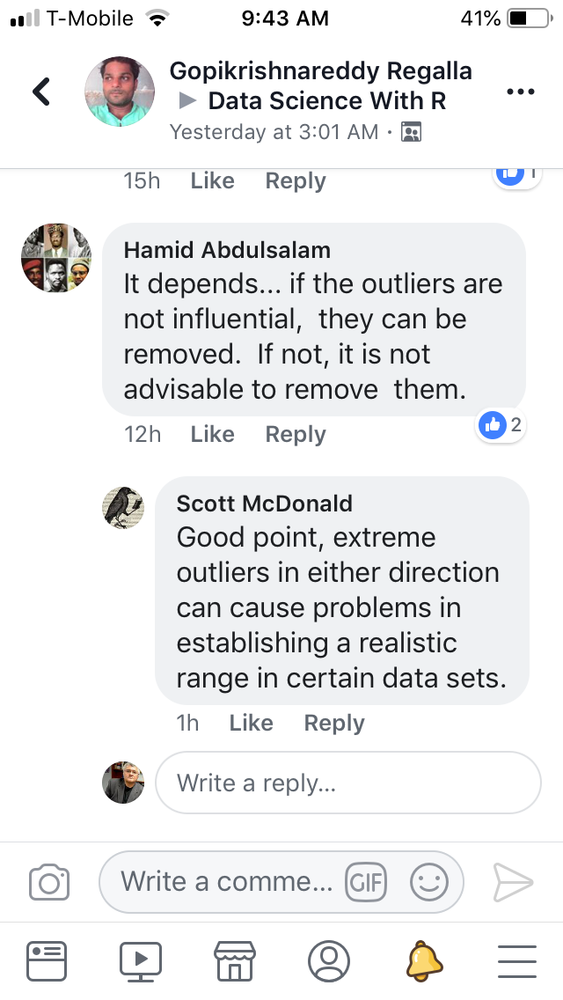 T-Mobile 9:43 AM 41%
Gopikrishnareddy Regalla
▶ Data Science With R
Yesterday at 3:01 AM ·
15h Like Reply 1
Hamid Abdulsalam
It depends... if the outliers are
not influential,  they can be
removed.  If not, it is not
advisable to remove  them.
12h Like Reply 2
Scott McDonald
Good point, extreme
outliers in either direction
can cause problems in
establishing a realistic
range in certain data sets.
1h Like Reply
Write a reply...
Write a comme... GIF